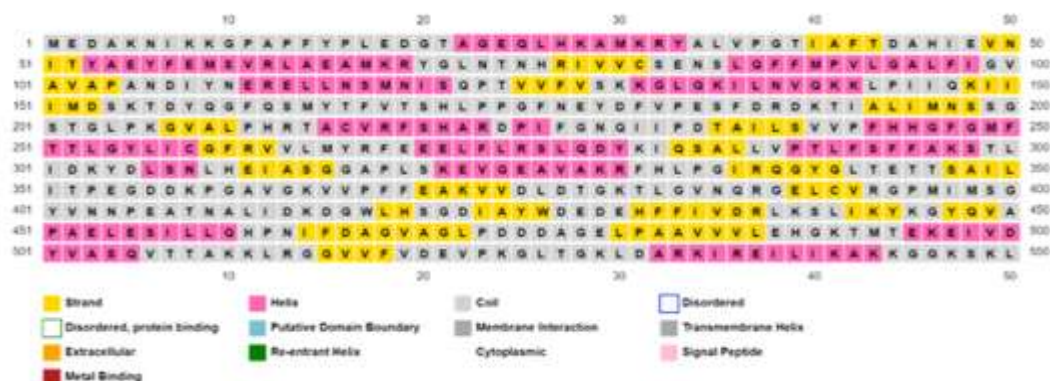 10 20 30 40 50
1 M E D A K N I K K G P A P F Y P L E D G T A G E Q L H K A M K R Y A L V P G T I A F T D A H I E V N 50
51 I T Y A E Y F E M S V R L A E A M K R Y G L N T N H R I V V C S E N S L Q F F M P V L G A L F I G V 100
101 A V A P A N D I Y N E R E L L N S M N I S Q P T V V F V S K K G L Q K I L N V Q K K L P I I Q K I I 150
151 I M D S K T D Y Q G F Q S M Y T F V T S H L P P G F N E Y D F V P E S F D R D K T I A L I M N S S G 200
201 S T G L P K G V A L P H R T A C V R F S H A R D P I F G N Q I I P D T A I L S V V P F H H G F G M F 250
251 T T L G Y L I C G F R V V L M Y R F E E E L F L R S L Q D Y K I Q S A L L V P T L F S F F A K S T L 300
301 I D K Y D L S N L H E I A S G G A P L S K E V G E A V A K R F H L P G I R Q G Y G L T E T T S A I L 350
351 I T P E G D D K P G A V G K V V P F F E A K V V D L D T G K T L G V N Q R G E L C V R G P M I M S G 400
401 Y V N N P E A T N A L I D K D G W L H S G D I A Y W D E D E H F F I V D R L K S L I K Y K G Y Q V A 450
451 P A E L E S I L L Q H P N I F D A G V A G L P D D D A G E L P A A V V V L E H G K T M T E K E I V D 500
501 Y V A S Q V T T A K K L R G G V V F V D E V P K G L T G K L D A R K I R E I L I K A K K G G K S K L 550
10 20 30 40 50
Strand Helix Coil Disordered
Disordered, protein binding Putative Domain Boundary Membrane Interaction Transmembrane Helix
Extracellular Re-entrant Helix Cytoplasmic Signal Peptide
Metal Binding